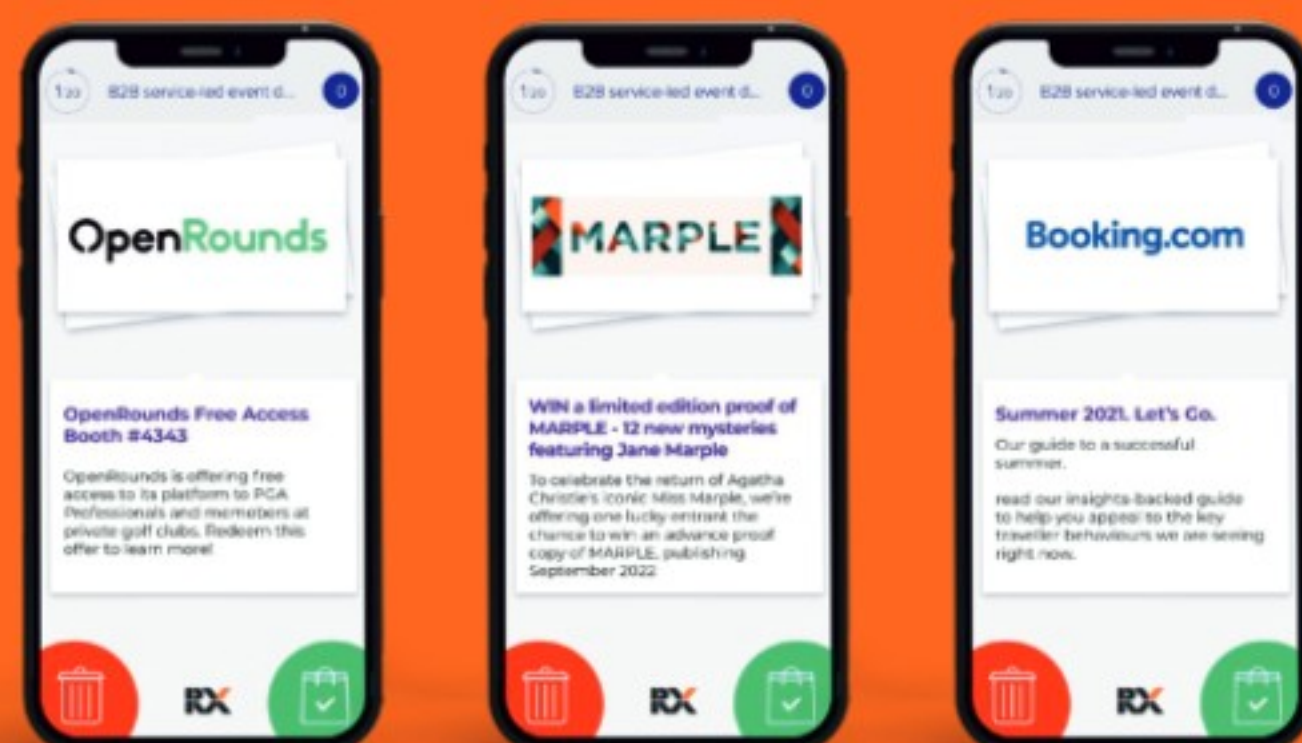 1/20 B2B service-led event d... 0
OpenRounds
OpenRounds Free Access
Booth #4343
OpenRounds is offering free
access to its platform to PGA
Professionals and members at
private golf clubs. Redeem this
offer to learn more!
RX
1/20 B2B service-led event d... 0
MARPLE
WIN a limited edition proof of
MARPLE - 12 new mysteries
featuring Jane Marple
To celebrate the return of Agatha
Christie's iconic Miss Marple, we're
offering one lucky entrant the
chance to win an advance proof
copy of MARPLE, publishing
September 2022
RX
1/20 B2B service-led event d... 0
Booking.com
Summer 2021. Let's Go.
Our guide to a successful
summer.
read our insights-backed guide
to help you appeal to the key
traveller behaviours we are seeing
right now.
RX